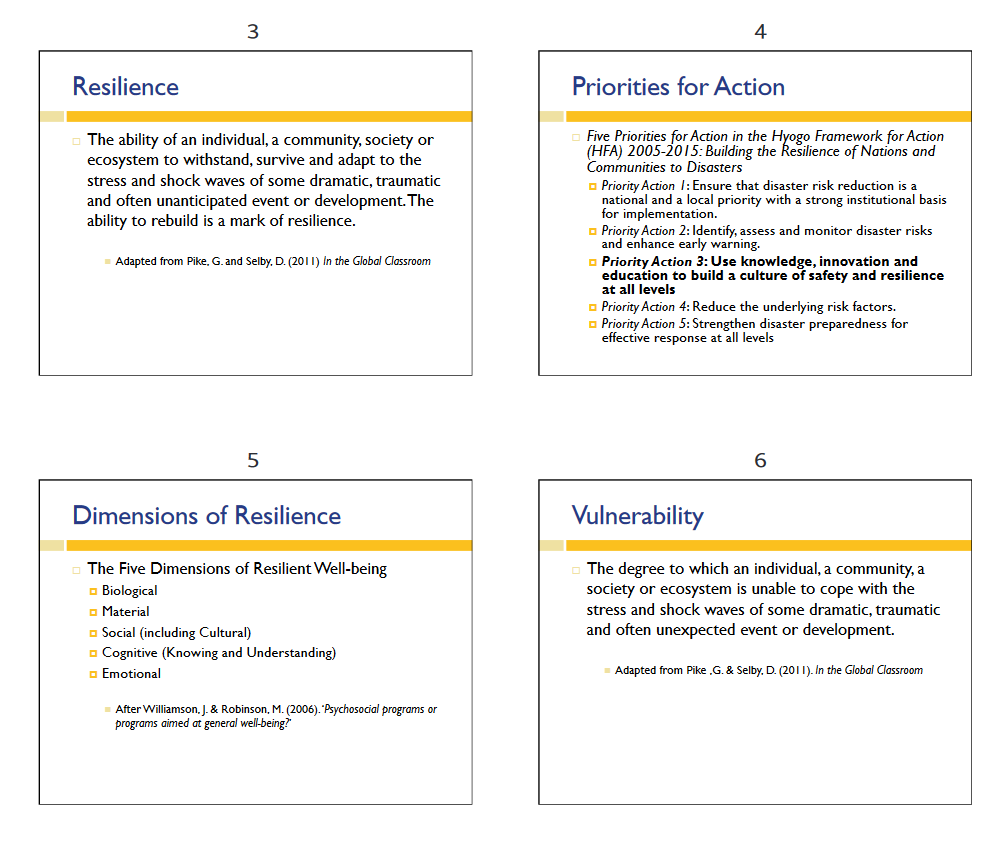 3
Resilience
The ability of an individual, a community, society or
ecosystem to withstand, survive and adapt to the
stress and shock waves of some dramatic, traumatic
and often unanticipated event or development. The
ability to rebuild is a mark of resilience.
Adapted from Pike, G. and Selby, D. (2011) In the Global Classroom
4
Priorities for Action
Five Priorities for Action in the Hyogo Framework for Action
(HFA) 2005-2015: Building the Resilience of Nations and
Communities to Disasters
Priority Action 1: Ensure that disaster risk reduction is a
national and a local priority with a strong institutional basis
for implementation.
Priority Action 2: Identify, assess and monitor disaster risks
and enhance early warning.
Priority Action 3: Use knowledge, innovation and
education to build a culture of safety and resilience
at all levels
Priority Action 4: Reduce the underlying risk factors.
Priority Action 5: Strengthen disaster preparedness for
effective response at all levels
5
Dimensions of Resilience
The Five Dimensions of Resilient Well-being
Biological
Material
Social (including Cultural)
Cognitive (Knowing and Understanding)
Emotional
After Williamson, J. & Robinson, M. (2006). 'Psychosocial programs or
programs aimed at general well-being?'
6
Vulnerability
The degree to which an individual, a community, a
society or ecosystem is unable to cope with the
stress and shock waves of some dramatic, traumatic
and often unexpected event or development.
Adapted from Pike ,G. & Selby, D. (2011). In the Global Classroom